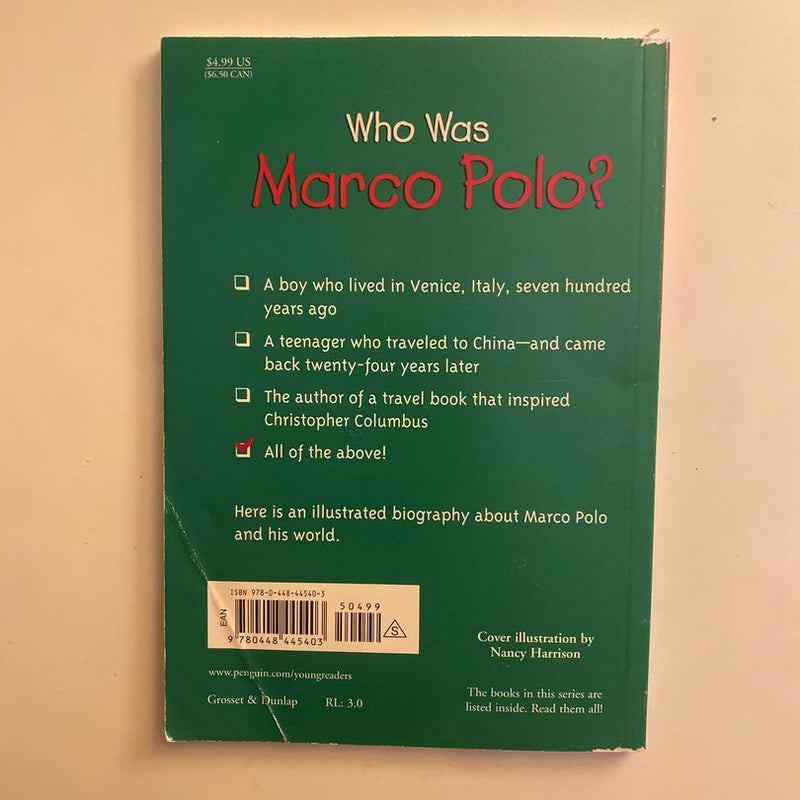 $4.99 US
($6.50 CAN)
Who Was
Marco Polo?
A boy who lived in Venice, Italy, seven hundred
years ago
A teenager who traveled to China—and came
back twenty-four years later
The author of a travel book that inspired
Christopher Columbus
All of the above!
Here is an illustrated biography about Marco Polo
and his world.
ISBN 978-0-448-44540-3
50499
EAN
S
9 780448 445403
Cover illustration by
Nancy Harrison
www.penguin.com/youngreaders
Grosset & Dunlap RL: 3.0
The books in this series are
listed inside. Read them all!